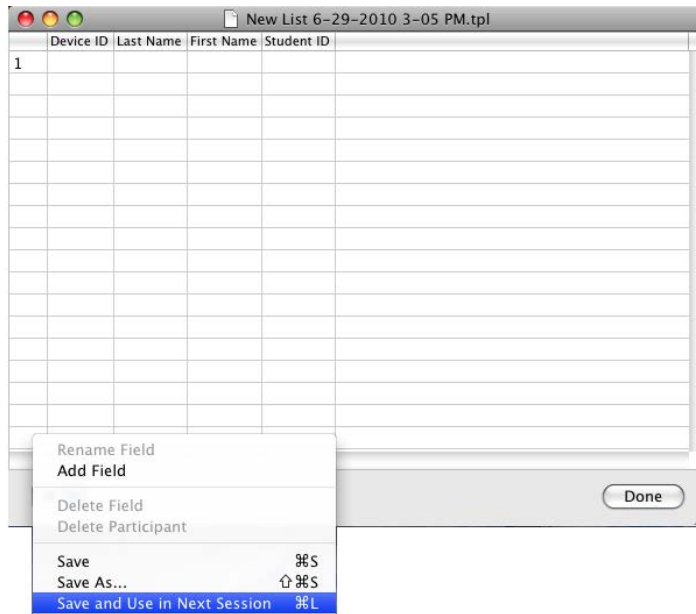 New List 6-29-2010 3-05 PM.tpl
Device ID Last Name First Name Student ID
1
Rename Field
Add Field
Delete Field
Done
Delete Participant
Save ⌘S
Save As... ⇧⌘S
Save and Use in Next Session ⌘L